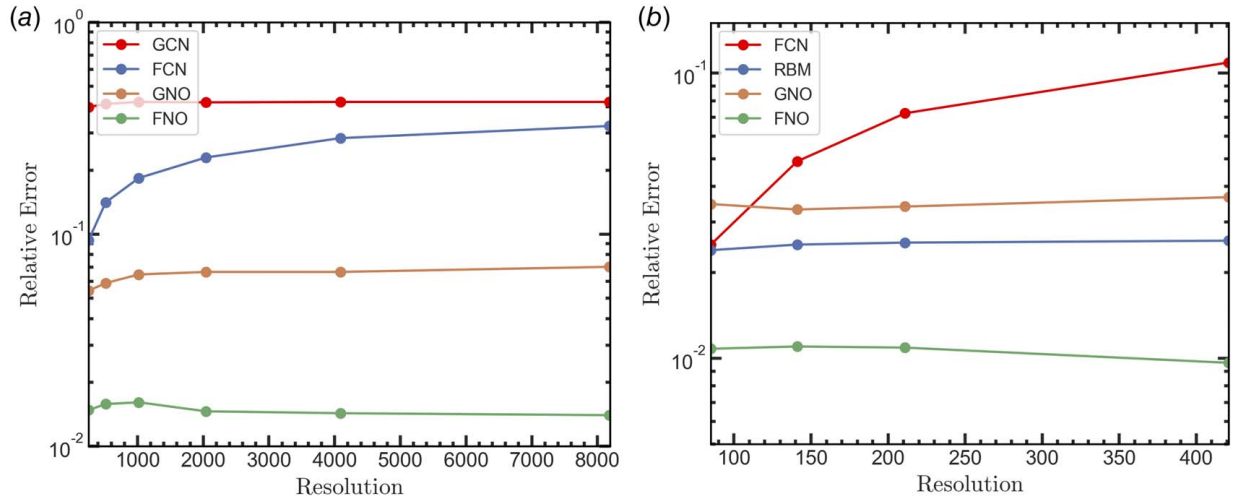 (a)
10^0
GCN
FCN
GNO
FNO
Relative Error
10^-1
10^-2
1000 2000 3000 4000 5000 6000 7000 8000
Resolution
(b)
FCN
RBM
GNO
FNO
10^-1
Relative Error
10^-2
100 150 200 250 300 350 400
Resolution